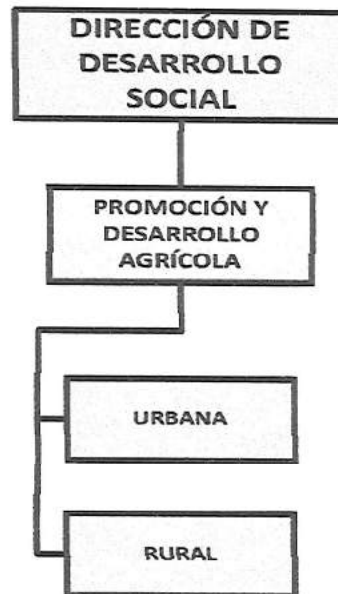 DIRECCIÓN DE
DESARROLLO
SOCIAL
PROMOCIÓN Y
DESARROLLO
AGRÍCOLA
URBANA
RURAL